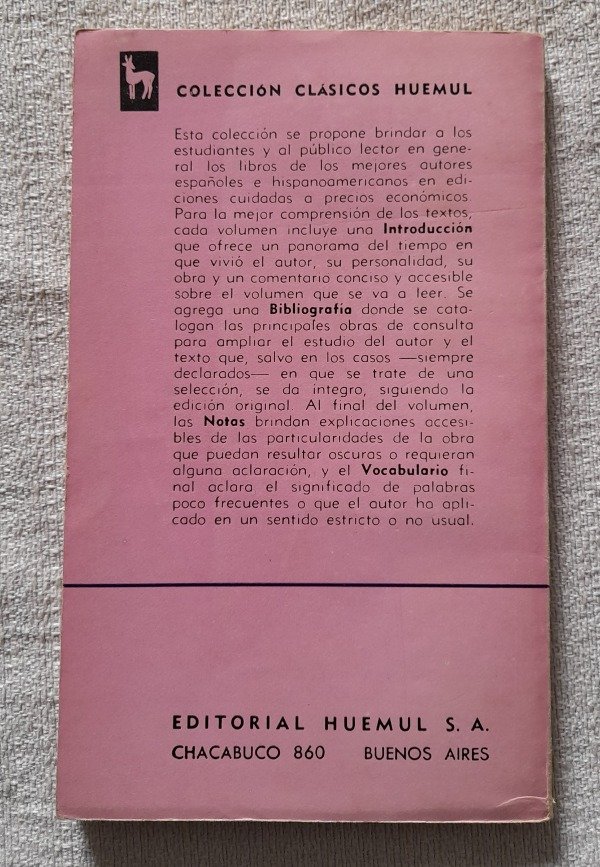 COLECCIÓN CLÁSICOS HUEMUL
Esta colección se propone brindar a los
estudiantes y al público lector en gene-
ral los libros de los mejores autores
españoles e hispanoamericanos en edi-
ciones cuidadas a precios económicos.
Para la mejor comprensión de los textos,
cada volumen incluye una Introducción
que ofrece un panorama del tiempo en
que vivió el autor, su personalidad, su
obra y un comentario conciso y accesible
sobre el volumen que se va a leer. Se
agrega una Bibliografía donde se cata-
logan las principales obras de consulta
para ampliar el estudio del autor y el
texto que, salvo en los casos —siempre
declarados— en que se trate de una
selección, se da íntegro, siguiendo la
edición original. Al final del volumen,
las Notas brindan explicaciones accesi-
bles de las particularidades de la obra
que puedan resultar oscuras o requieran
alguna aclaración, y el Vocabulario fi-
nal aclara el significado de palabras
poco frecuentes o que el autor ha apli-
cado en un sentido estricto o no usual.
EDITORIAL HUEMUL S. A.
CHACABUCO 860 BUENOS AIRES